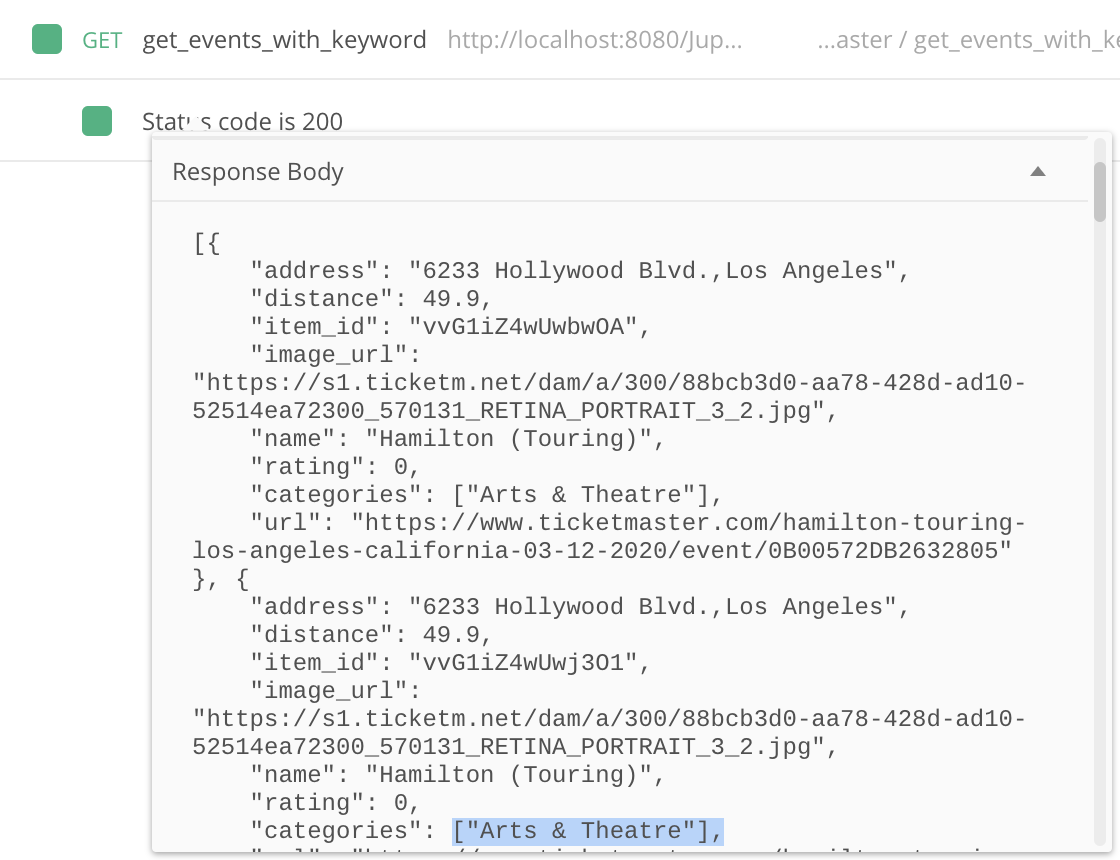 GET get_events_with_keyword http://localhost:8080/Jup... ...aster / get_events_with_ke
Status code is 200
Response Body
[{
    "address": "6233 Hollywood Blvd.,Los Angeles",
    "distance": 49.9,
    "item_id": "vvG1iZ4wUwbwOA",
    "image_url":
"https://s1.ticketm.net/dam/a/300/88bcb3d0-aa78-428d-ad10-
52514ea72300_570131_RETINA_PORTRAIT_3_2.jpg",
    "name": "Hamilton (Touring)",
    "rating": 0,
    "categories": ["Arts & Theatre"],
    "url": "https://www.ticketmaster.com/hamilton-touring-
los-angeles-california-03-12-2020/event/0B00572DB2632805"
}, {
    "address": "6233 Hollywood Blvd.,Los Angeles",
    "distance": 49.9,
    "item_id": "vvG1iZ4wUwj3O1",
    "image_url":
"https://s1.ticketm.net/dam/a/300/88bcb3d0-aa78-428d-ad10-
52514ea72300_570131_RETINA_PORTRAIT_3_2.jpg",
    "name": "Hamilton (Touring)",
    "rating": 0,
    "categories": ["Arts & Theatre"],